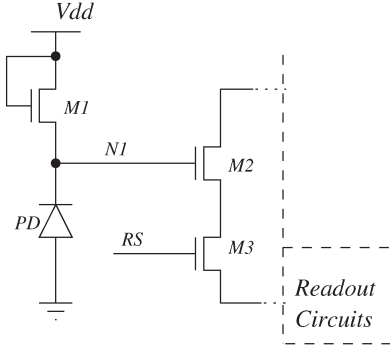 Vdd
M1
N1
M2
PD
RS
M3
Readout
Circuits